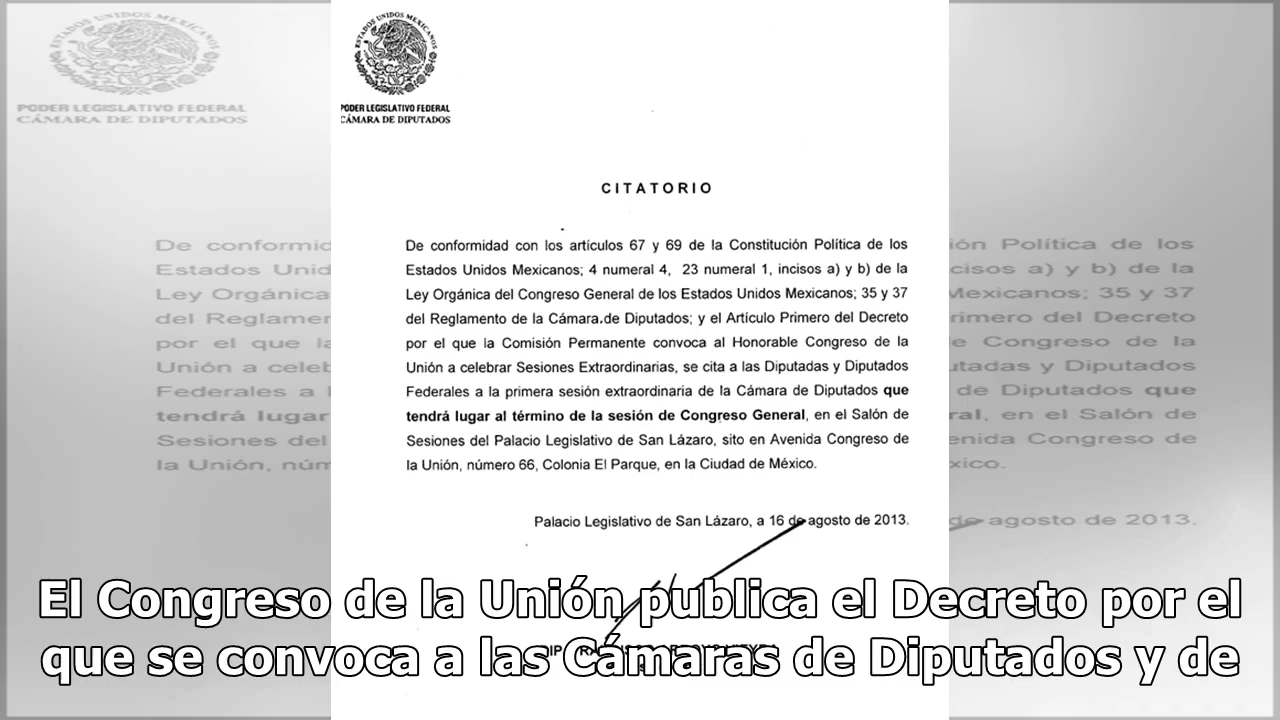 ESTADOS UNIDOS MEXICANOS
PODER LEGISLATIVO FEDERAL
CÁMARA DE DIPUTADOS
CITATORIO
De conformidad con los artículos 67 y 69 de la Constitución Política de los
Estados Unidos Mexicanos; 4 numeral 4, 23 numeral 1, incisos a) y b) de la
Ley Orgánica del Congreso General de los Estados Unidos Mexicanos; 35 y 37
del Reglamento de la Cámara de Diputados; y el Artículo Primero del Decreto
por el que la Comisión Permanente convoca al Honorable Congreso de la
Unión a celebrar Sesiones Extraordinarias, se cita a las Diputadas y Diputados
Federales a la primera sesión extraordinaria de la Cámara de Diputados que
tendrá lugar al término de la sesión de Congreso General, en el Salón de
Sesiones del Palacio Legislativo de San Lázaro, sito en Avenida Congreso de
la Unión, número 66, Colonia El Parque, en la Ciudad de México.
Palacio Legislativo de San Lázaro, a 16 de agosto de 2013.
El Congreso de la Unión publica el Decreto por el
que se convoca a las Cámaras de Diputados y de